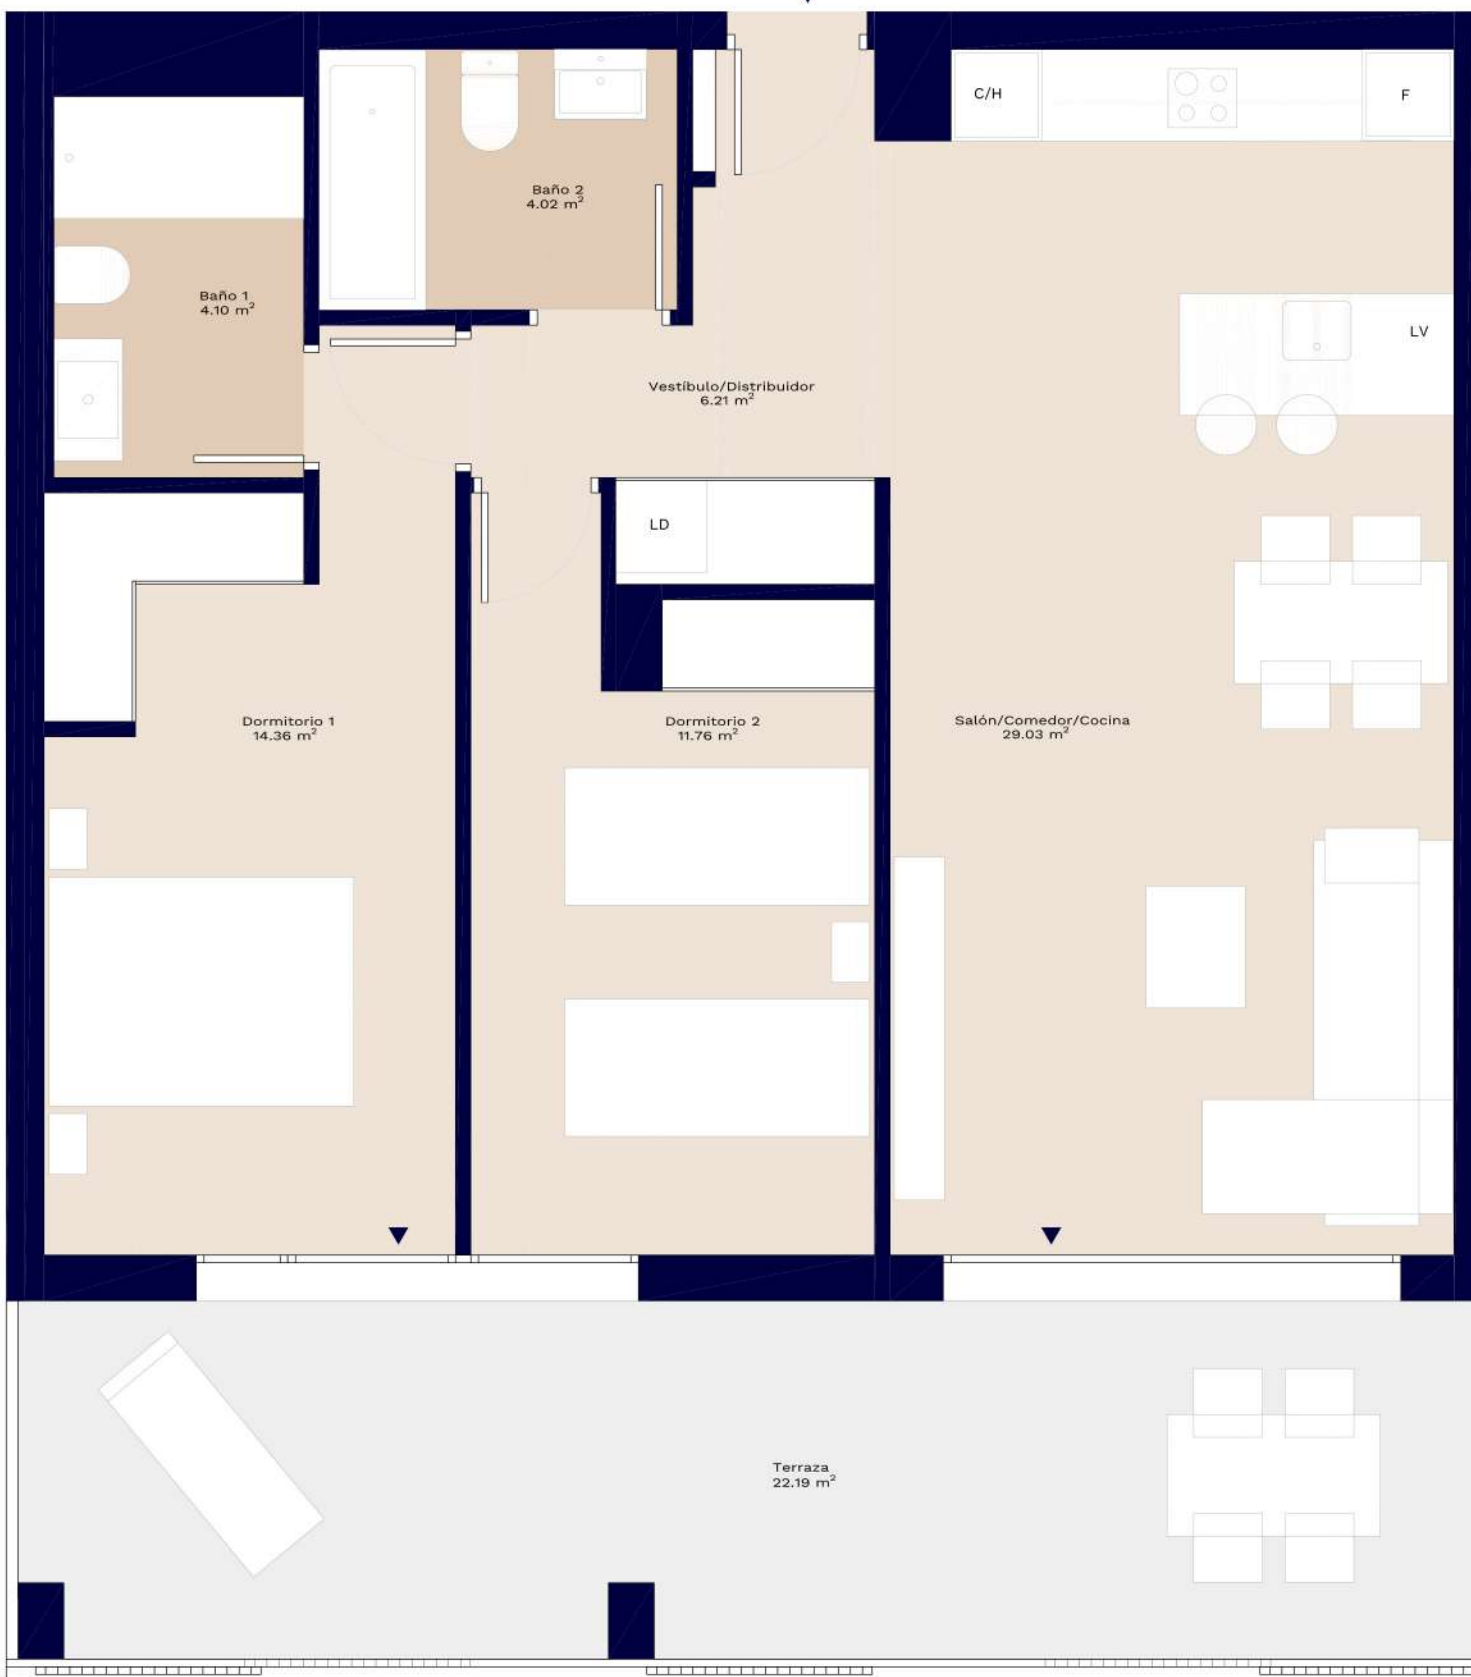 C/H
F
Baño 2
4.02 m²
Baño 1
4.10 m²
LV
Vestíbulo/Distribuidor
6.21 m²
LD
Dormitorio 1
14.36 m²
Dormitorio 2
11.76 m²
Salón/Comedor/Cocina
29.03 m²
Terraza
22.19 m²